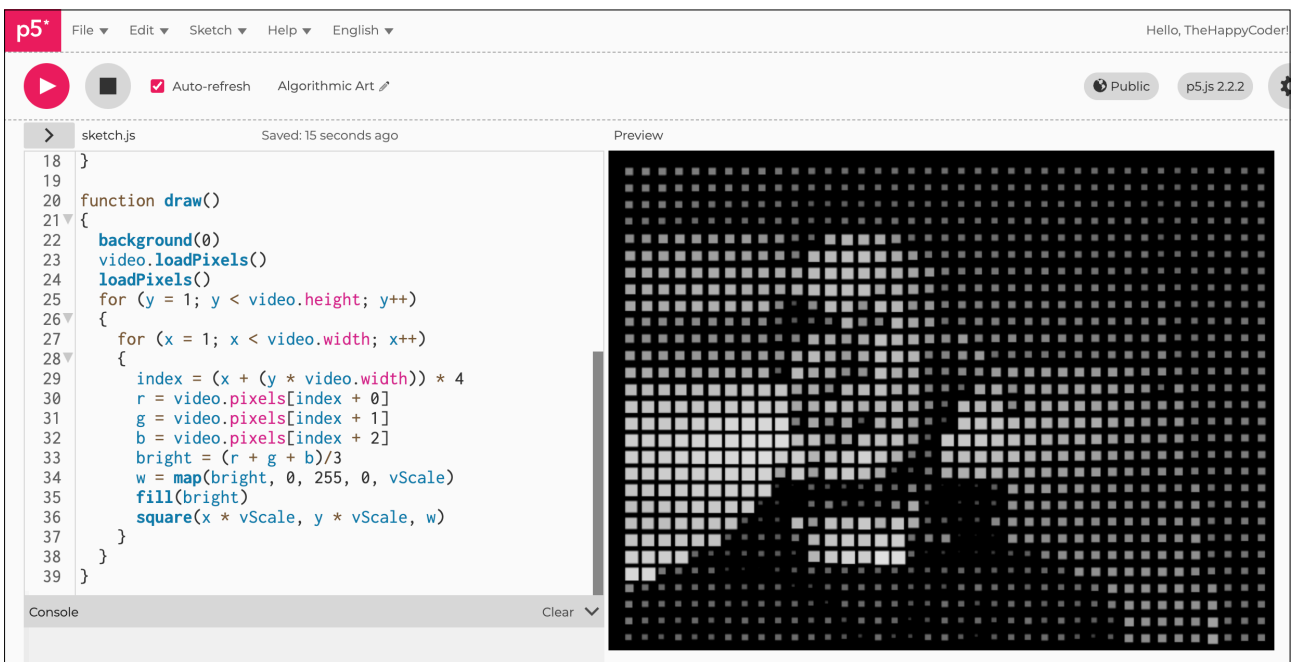 p5* File Edit Sketch Help English Hello, TheHappyCoder!
Auto-refresh Algorithmic Art Public p5.js 2.2.2
sketch.js Saved: 15 seconds ago Preview
18 }
19
20 function draw()
21 {
22   background(0)
23   video.loadPixels()
24   loadPixels()
25   for (y = 1; y < video.height; y++)
26   {
27     for (x = 1; x < video.width; x++)
28     {
29       index = (x + (y * video.width)) * 4
30       r = video.pixels[index + 0]
31       g = video.pixels[index + 1]
32       b = video.pixels[index + 2]
33       bright = (r + g + b)/3
34       w = map(bright, 0, 255, 0, vScale)
35       fill(bright)
36       square(x * vScale, y * vScale, w)
37     }
38   }
39 }
Console Clear